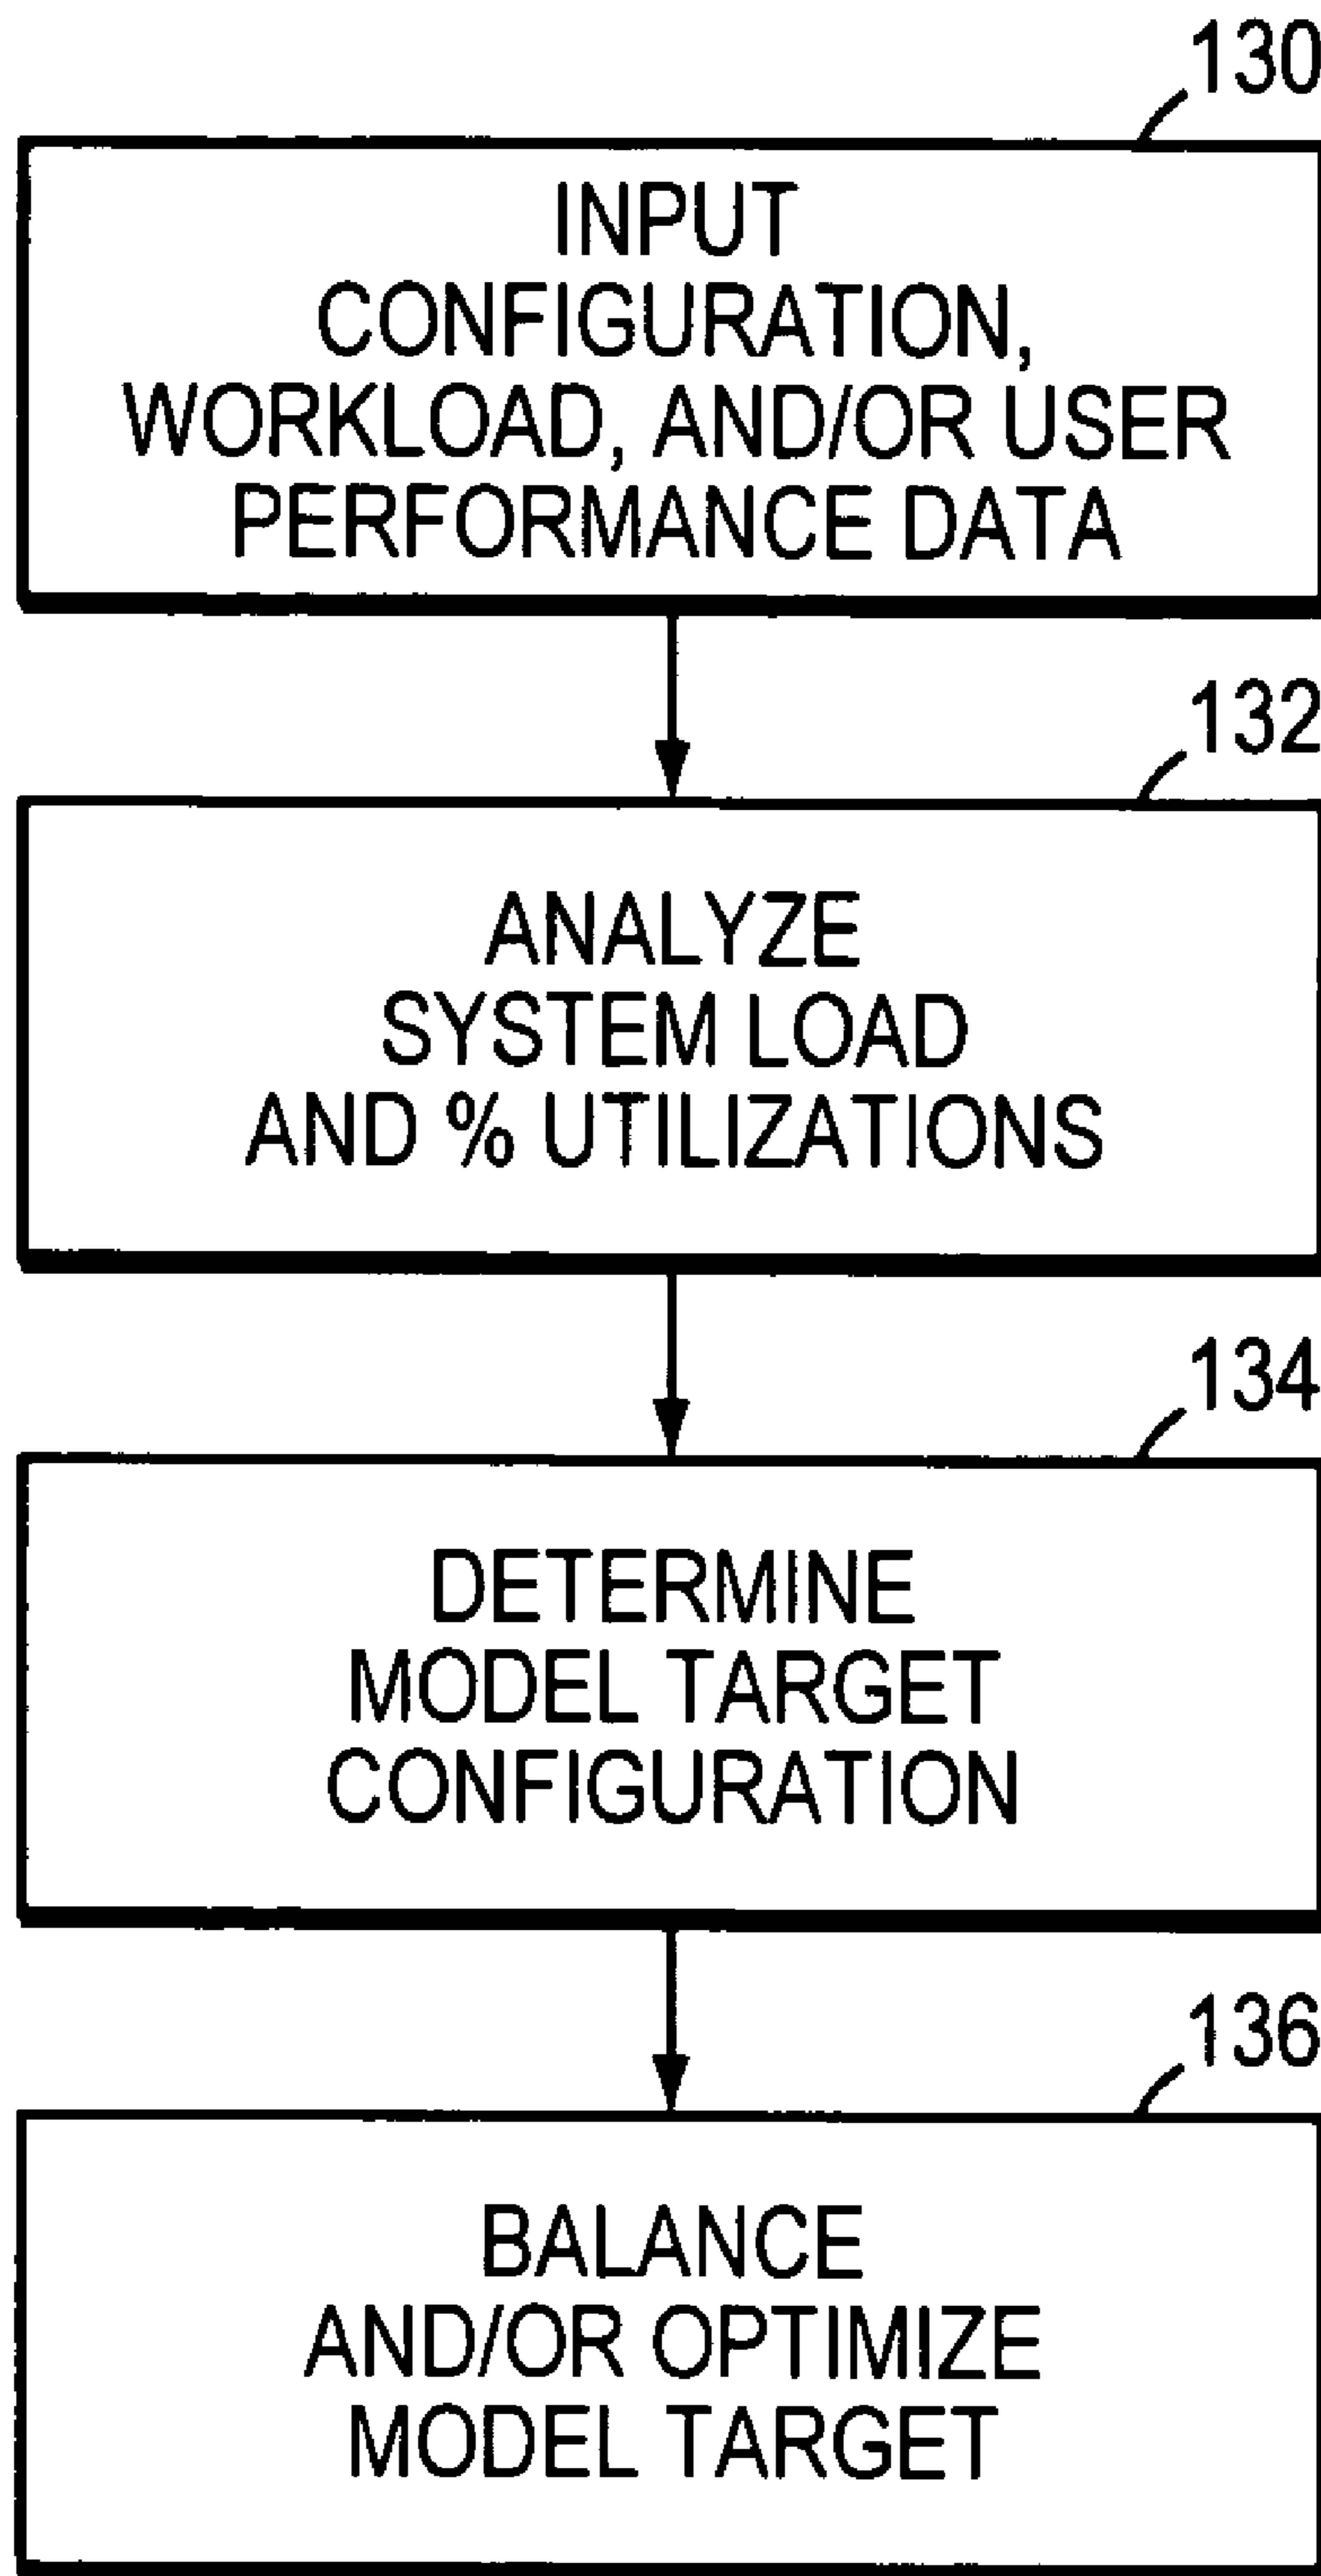 130
INPUT
CONFIGURATION,
WORKLOAD, AND/OR USER
PERFORMANCE DATA
132
ANALYZE
SYSTEM LOAD
AND % UTILIZATIONS
134
DETERMINE
MODEL TARGET
CONFIGURATION
136
BALANCE
AND/OR OPTIMIZE
MODEL TARGET